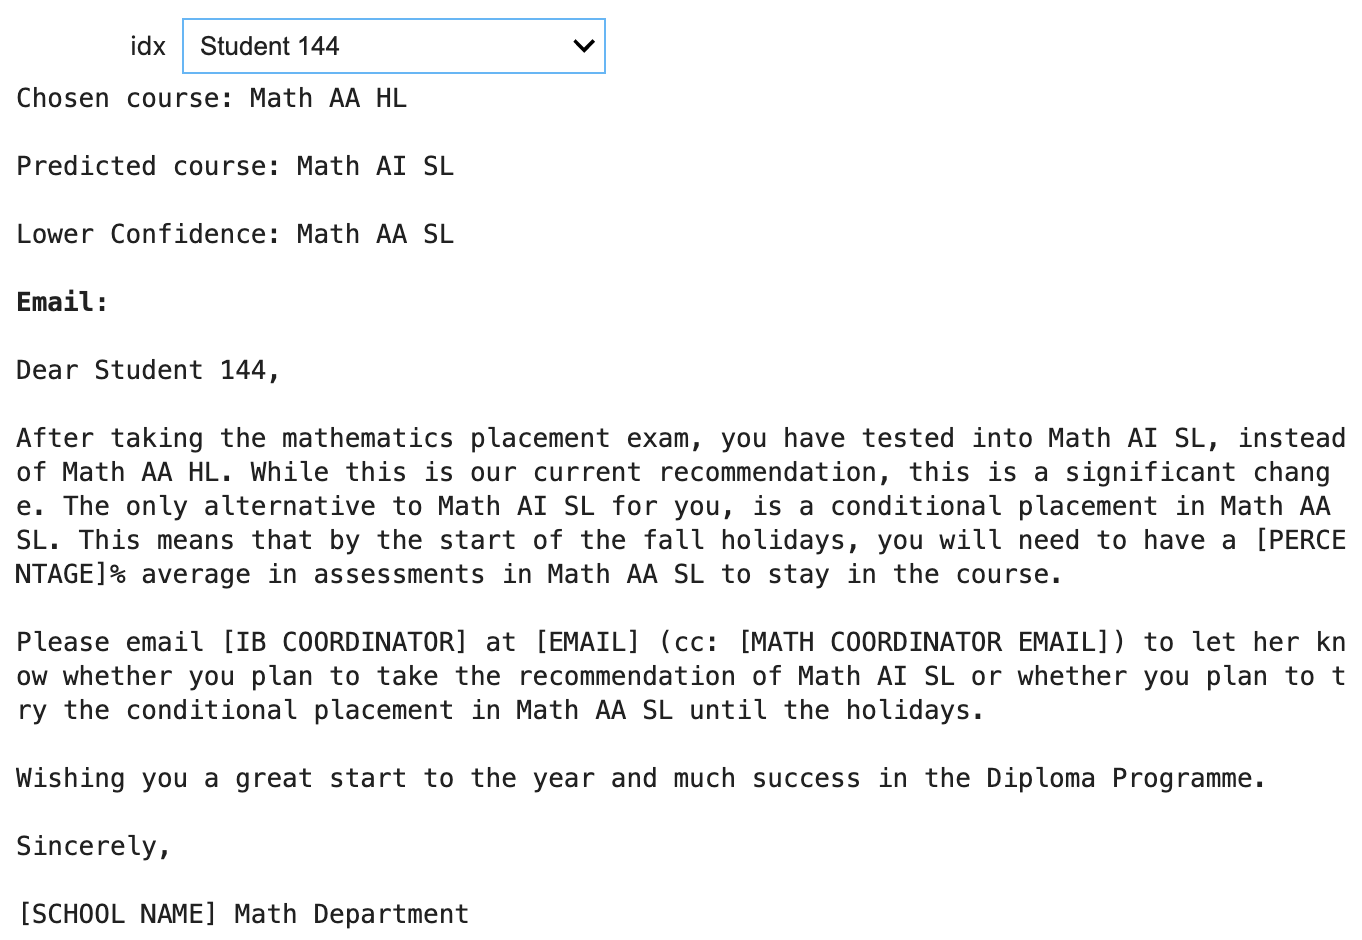 idx Student 144
Chosen course: Math AA HL
Predicted course: Math AI SL
Lower Confidence: Math AA SL
Email:
Dear Student 144,
After taking the mathematics placement exam, you have tested into Math AI SL, instead
of Math AA HL. While this is our current recommendation, this is a significant chang
e. The only alternative to Math AI SL for you, is a conditional placement in Math AA
SL. This means that by the start of the fall holidays, you will need to have a [PERCE
NTAGE]% average in assessments in Math AA SL to stay in the course.
Please email [IB COORDINATOR] at [EMAIL] (cc: [MATH COORDINATOR EMAIL]) to let her kn
ow whether you plan to take the recommendation of Math AI SL or whether you plan to t
ry the conditional placement in Math AA SL until the holidays.
Wishing you a great start to the year and much success in the Diploma Programme.
Sincerely,
[SCHOOL NAME] Math Department